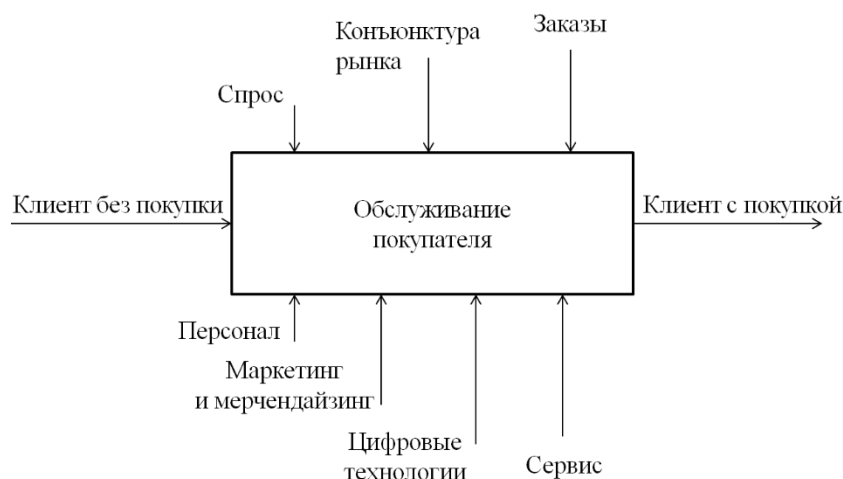 Заказы
Конъюнктура
рынка
Спрос
Клиент без покупки
Обслуживание
покупателя
Клиент с покупкой
Персонал
Маркетинг
и мерчендайзинг
Цифровые
технологии
Сервис